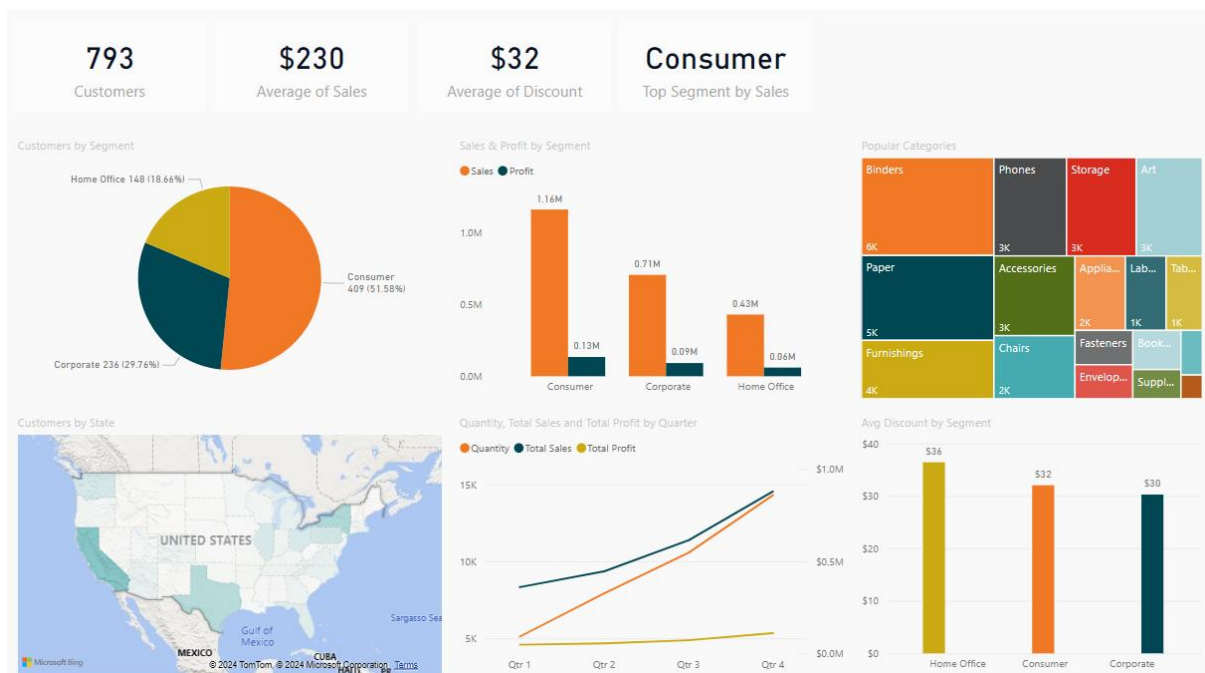 793
Customers
$230
Average of Sales
$32
Average of Discount
Consumer
Top Segment by Sales
Customers by Segment
Home Office 148 (18.66%)
Consumer
409 (51.58%)
Corporate 236 (29.76%)
Sales & Profit by Segment
Sales Profit
1.0M
0.5M
0.0M
1.16M
0.13M
0.71M
0.09M
0.43M
0.06M
Consumer Corporate Home Office
Popular Categories
Binders
6K
Phones
3K
Storage
3K
Art
3K
Paper
5K
Accessories
3K
Applia...
2K
Lab...
1K
Tab...
1K
Furnishings
4K
Chairs
2K
Fasteners
Book...
Envelop...
Suppl...
Customers by State
UNITED STATES
Gulf of
Mexico
Sargasso Sea
MEXICO
CUBA
HAITI
PR
Microsoft Bing
© 2024 TomTom, © 2024 Microsoft Corporation Terms
Quantity, Total Sales and Total Profit by Quarter
Quantity Total Sales Total Profit
15K
10K
5K
$1.0M
$0.5M
$0.0M
Qtr 1 Qtr 2 Qtr 3 Qtr 4
Avg Discount by Segment
$40
$30
$20
$10
$0
$36
$32
$30
Home Office Consumer Corporate